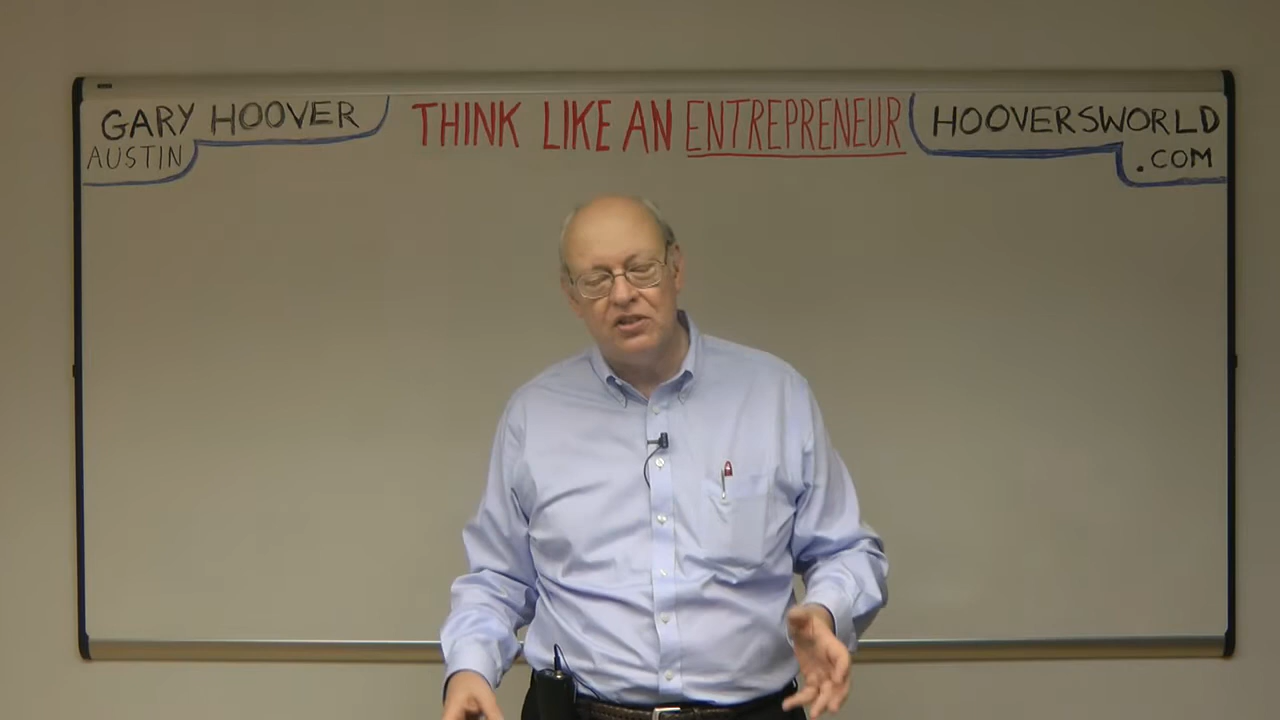 GARY HOOVER
AUSTIN
THINK LIKE AN ENTREPRENEUR
HOOVERSWORLD
.COM